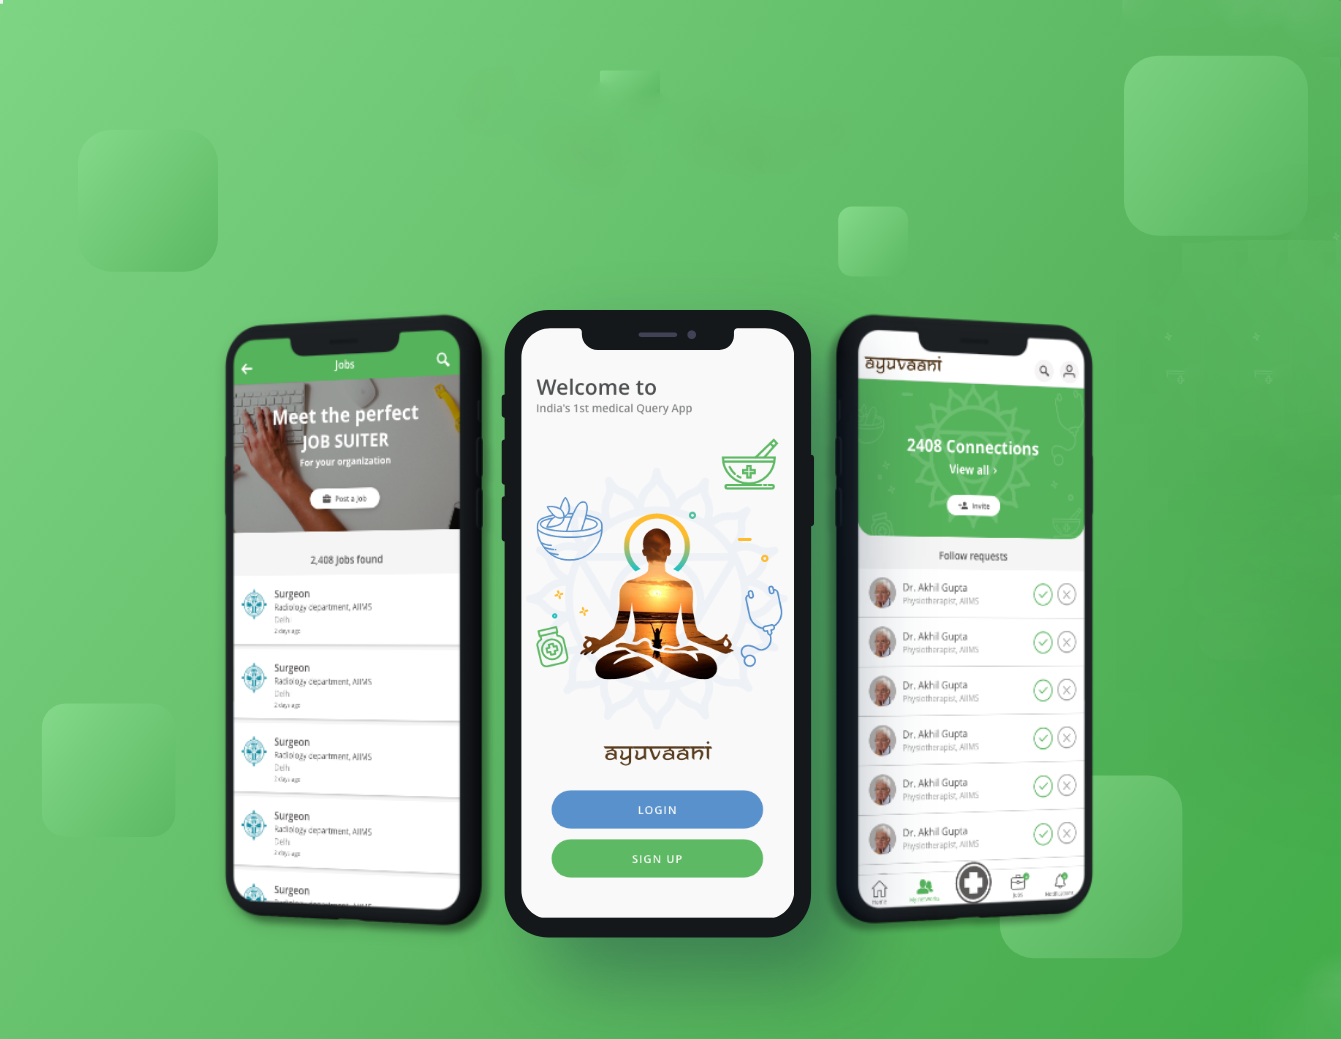 Jobs
Meet the perfect
JOB SUITER
For your organization
Post a Job
2,408 Jobs found
Surgeon
Radiology department, AIIMS
Delhi
2 days ago
Surgeon
Radiology department, AIIMS
Delhi
2 days ago
Surgeon
Radiology department, AIIMS
Delhi
2 days ago
Surgeon
Radiology department, AIIMS
Delhi
2 days ago
Surgeon
Welcome to
India's 1st medical Query App
ayuvaani
LOGIN
SIGN UP
ayuvaani
2408 Connections
View all
Invite
Follow requests
Dr. Akhil Gupta
Physiotherapist, AIIMS
Dr. Akhil Gupta
Physiotherapist, AIIMS
Dr. Akhil Gupta
Physiotherapist, AIIMS
Dr. Akhil Gupta
Physiotherapist, AIIMS
Dr. Akhil Gupta
Physiotherapist, AIIMS
Dr. Akhil Gupta
Physiotherapist, AIIMS
Home
My networks
Jobs